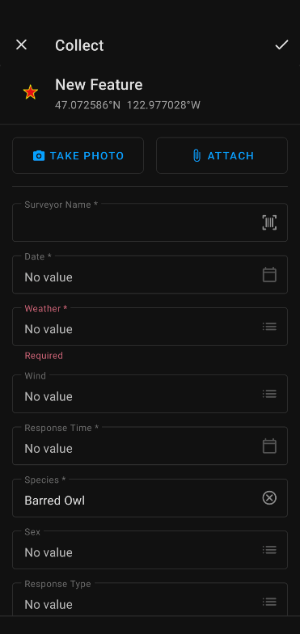 Collect
New Feature
47.072586°N 122.977028°W
TAKE PHOTO
ATTACH
Surveyor Name *
Date *
No value
Weather *
No value
Required
Wind
No value
Response Time *
No value
Species *
Barred Owl
Sex
No value
Response Type
No value